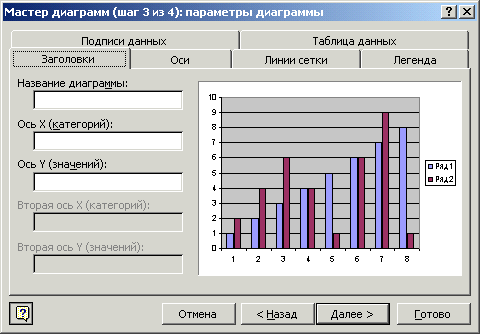 Мастер диаграмм (шаг 3 из 4): параметры диаграммы
Подписи данных
Таблица данных
Заголовки
Оси
Линии сетки
Легенда
Название диаграммы:
Ось X (категорий):
Ось Y (значений):
Вторая ось X (категорий):
Вторая ось Y (значений):
10
9
8
7
6
5
4
3
2
1
0
1 2 3 4 5 6 7 8
Ряд1
Ряд2
?
Отмена
< Назад
Далее >
Готово